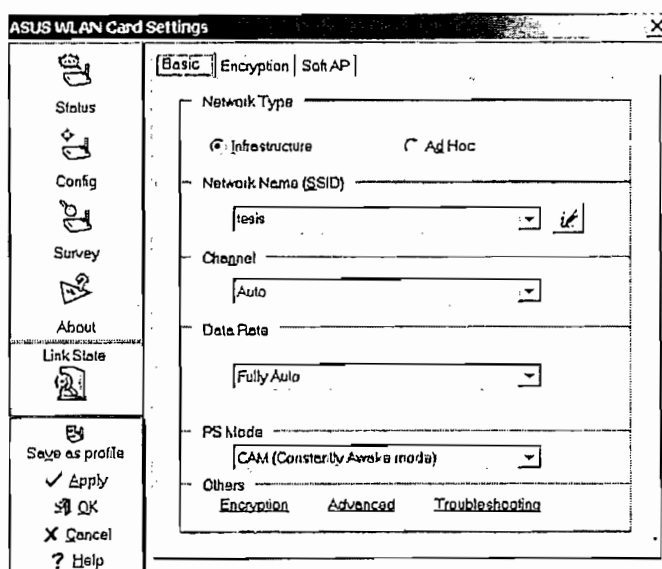 ASUS WLAN Card Settings
Status
Config
Survey
About
Link State
Save as profile
Apply
OK
Cancel
Help
Basic Encryption Soft AP
Network Type
Infrastructure Ad Hoc
Network Name (SSID)
tesis
Channel
Auto
Data Rate
Fully Auto
PS Mode
CAM (Constantly Awake mode)
Others
Encryption Advanced Troubleshooting